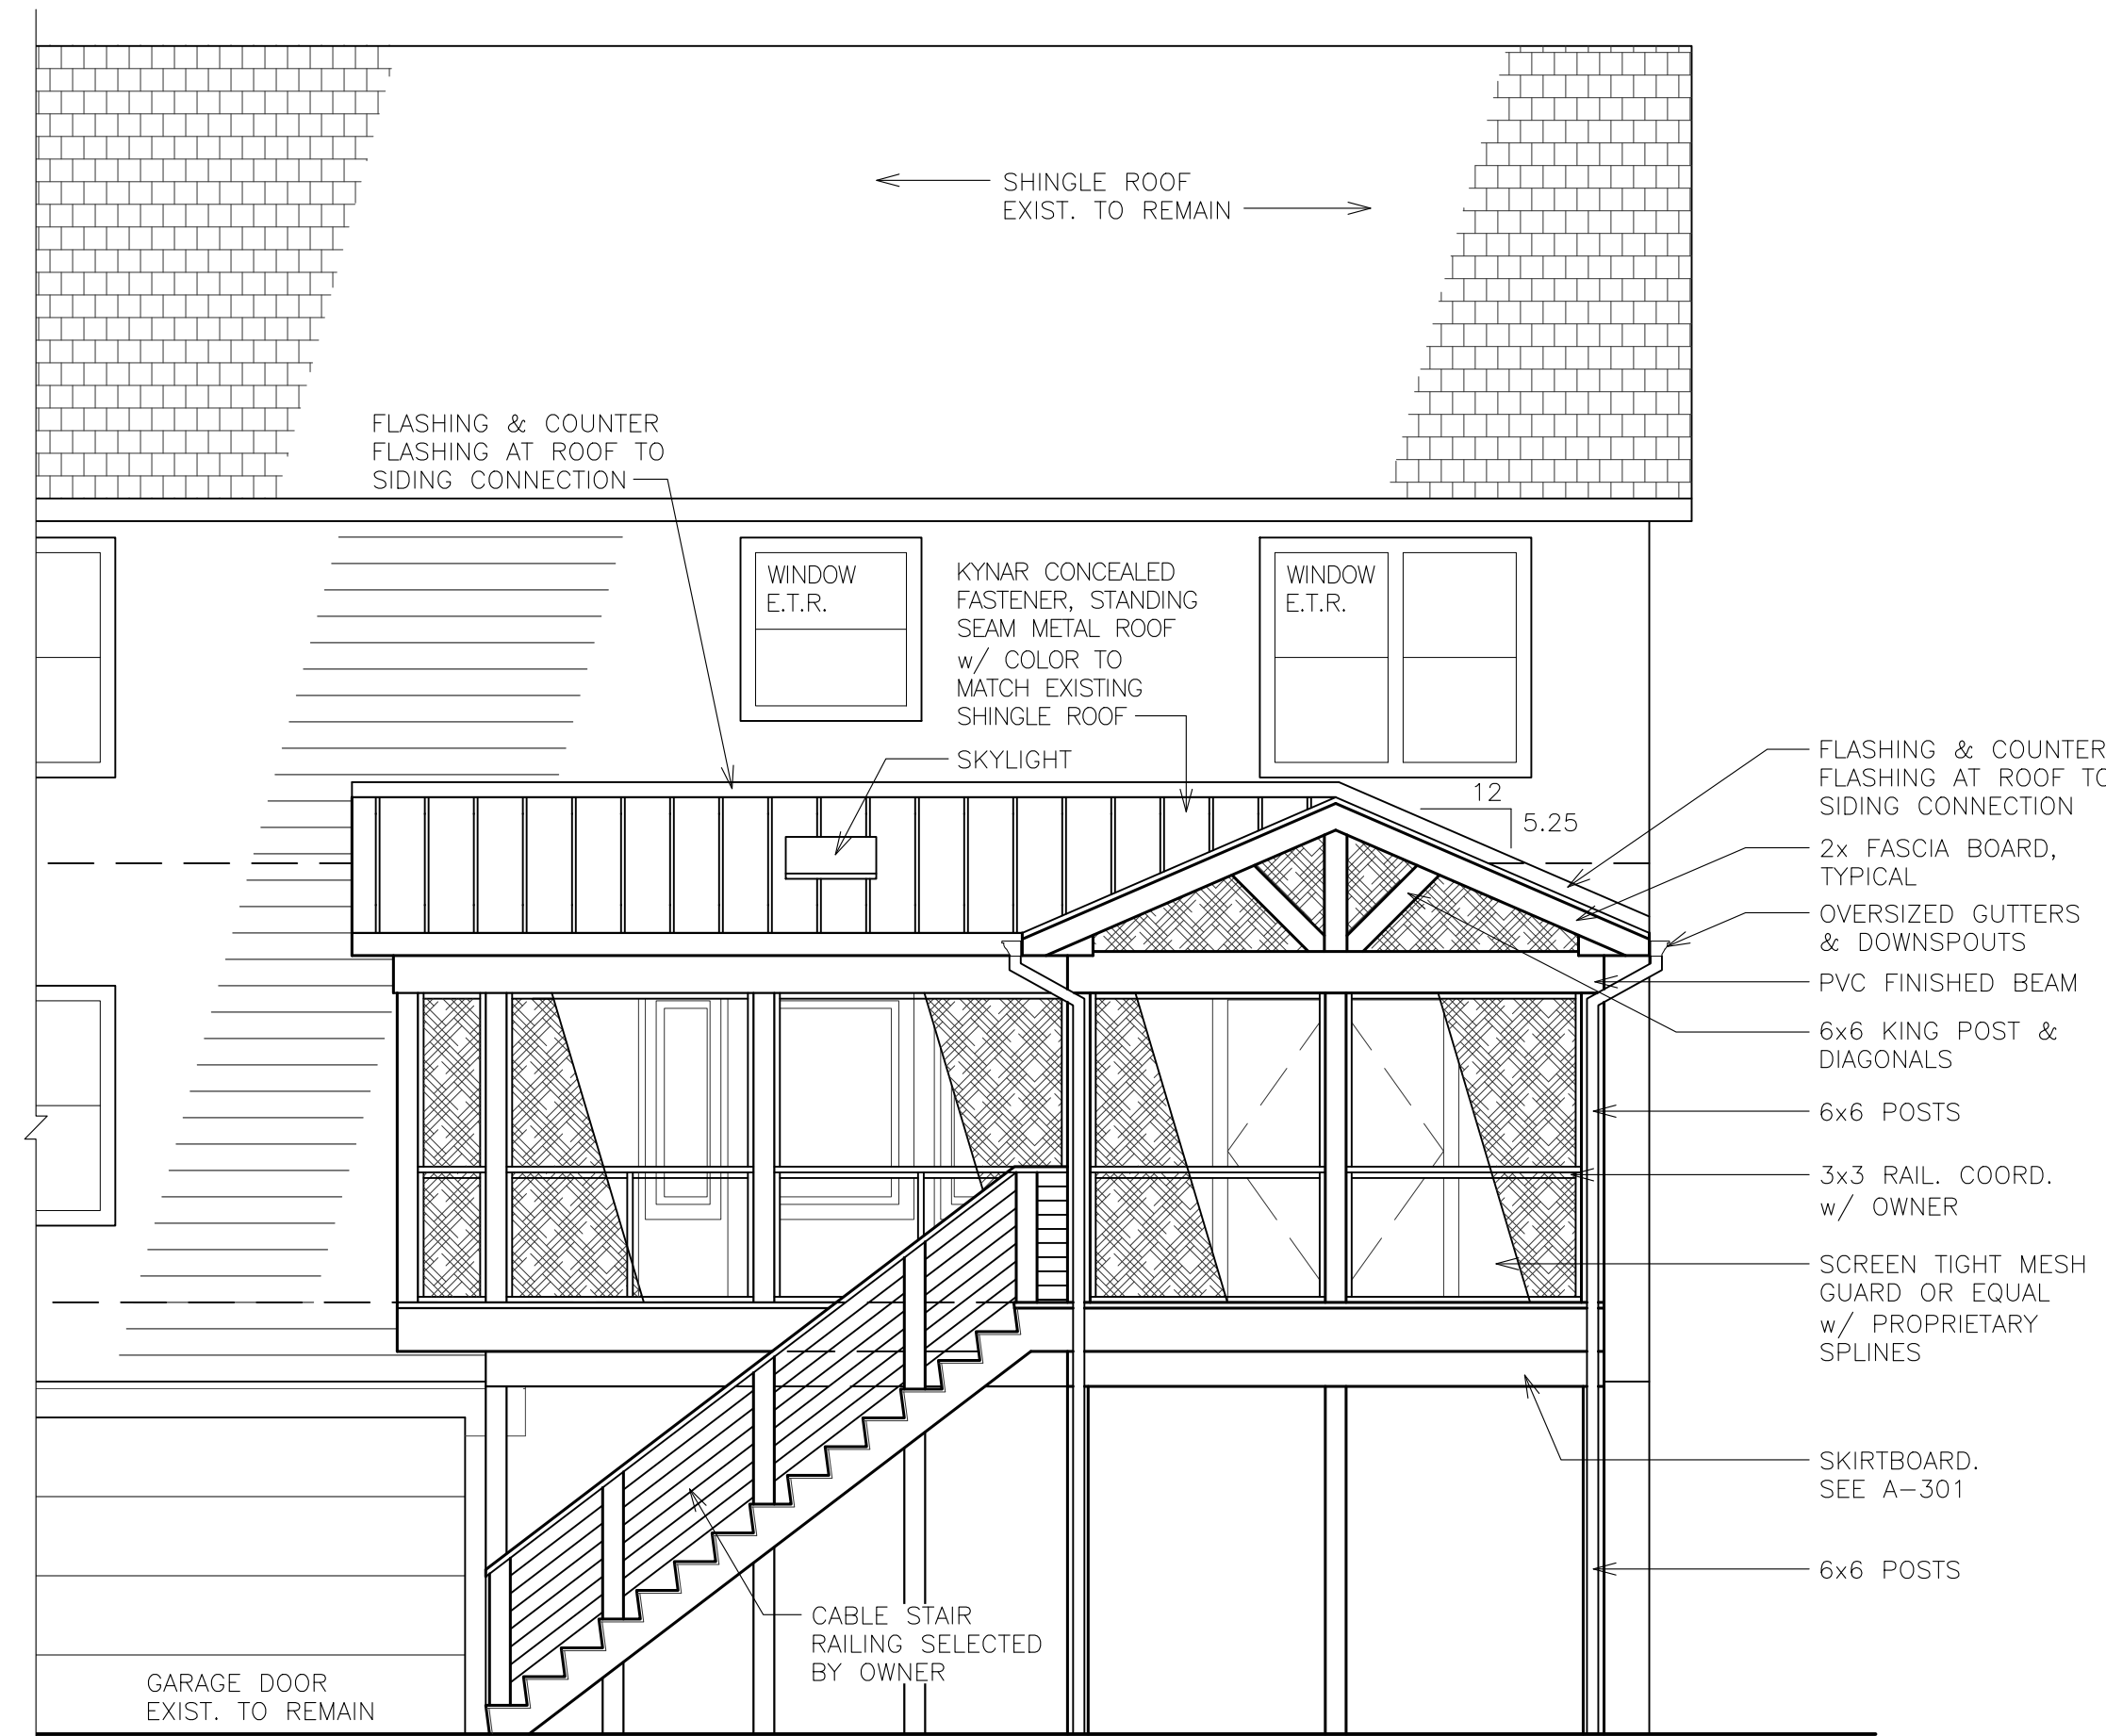 SHINGLE ROOF
EXIST. TO REMAIN
FLASHING & COUNTER
FLASHING AT ROOF TO
SIDING CONNECTION
WINDOW
E.T.R.
KYNAR CONCEALED
FASTENER, STANDING
SEAM METAL ROOF
w/ COLOR TO
MATCH EXISTING
SHINGLE ROOF
WINDOW
E.T.R.
SKYLIGHT
12
5.25
FLASHING & COUNTER
FLASHING AT ROOF TO
SIDING CONNECTION
2x FASCIA BOARD,
TYPICAL
OVERSIZED GUTTERS
& DOWNSPOUTS
PVC FINISHED BEAM
6x6 KING POST &
DIAGONALS
6x6 POSTS
3x3 RAIL. COORD.
w/ OWNER
SCREEN TIGHT MESH
GUARD OR EQUAL
w/ PROPRIETARY
SPLINES
SKIRTBOARD.
SEE A-301
6x6 POSTS
CABLE STAIR
RAILING SELECTED
BY OWNER
GARAGE DOOR
EXIST. TO REMAIN